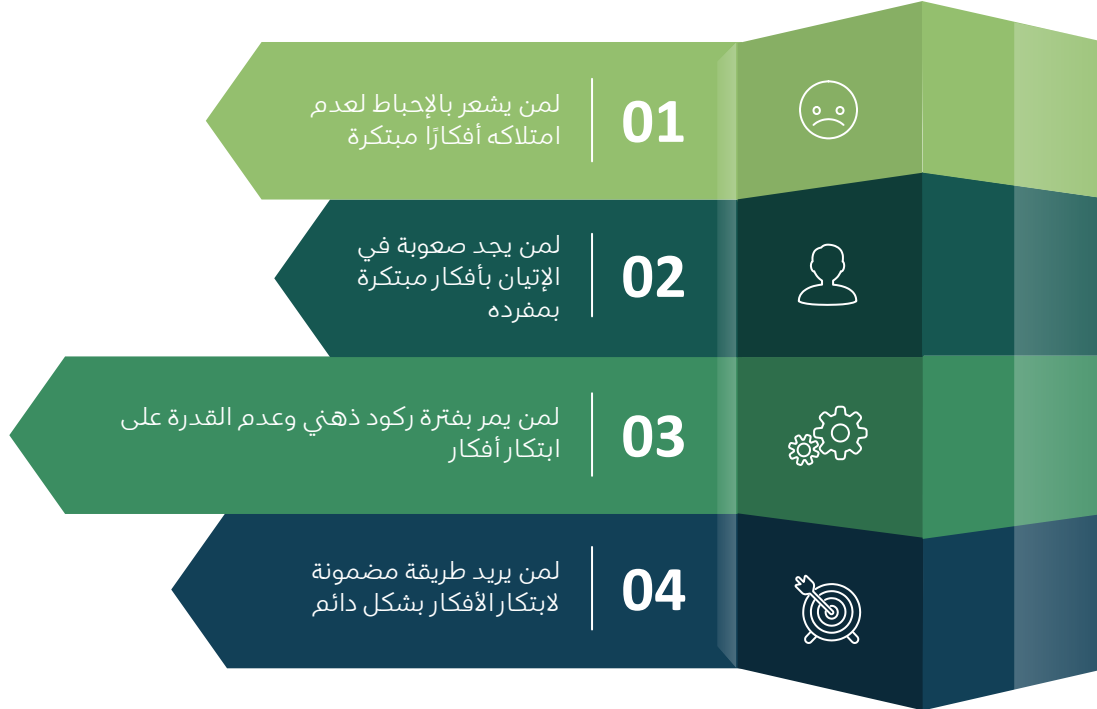 01
لمن يشعر بالإحباط لعدم
امتلاكه أفكارًا مبتكرة
02
لمن يجد صعوبة في
الإتيان بأفكار مبتكرة
بمفرده
03
لمن يمر بفترة ركود ذهني وعدم القدرة على
ابتكار أفكار
04
لمن يريد طريقة مضمونة
لابتكار الأفكار بشكل دائم